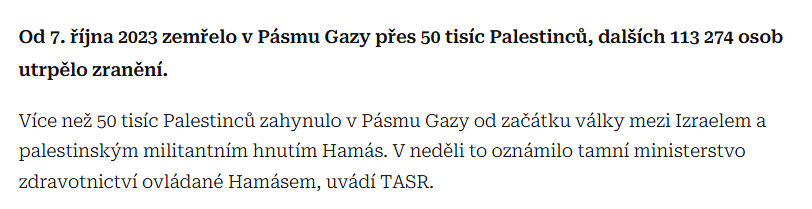 Od 7. října 2023 zemřelo v Pásmu Gazy přes 50 tisíc Palestinců, dalších 113 274 osob
utrpělo zranění.
Více než 50 tisíc Palestinců zahynulo v Pásmu Gazy od začátku války mezi Izraelem a
palestinským militantním hnutím Hamás. V neděli to oznámilo tamní ministerstvo
zdravotnictví ovládané Hamásem, uvádí TASR.